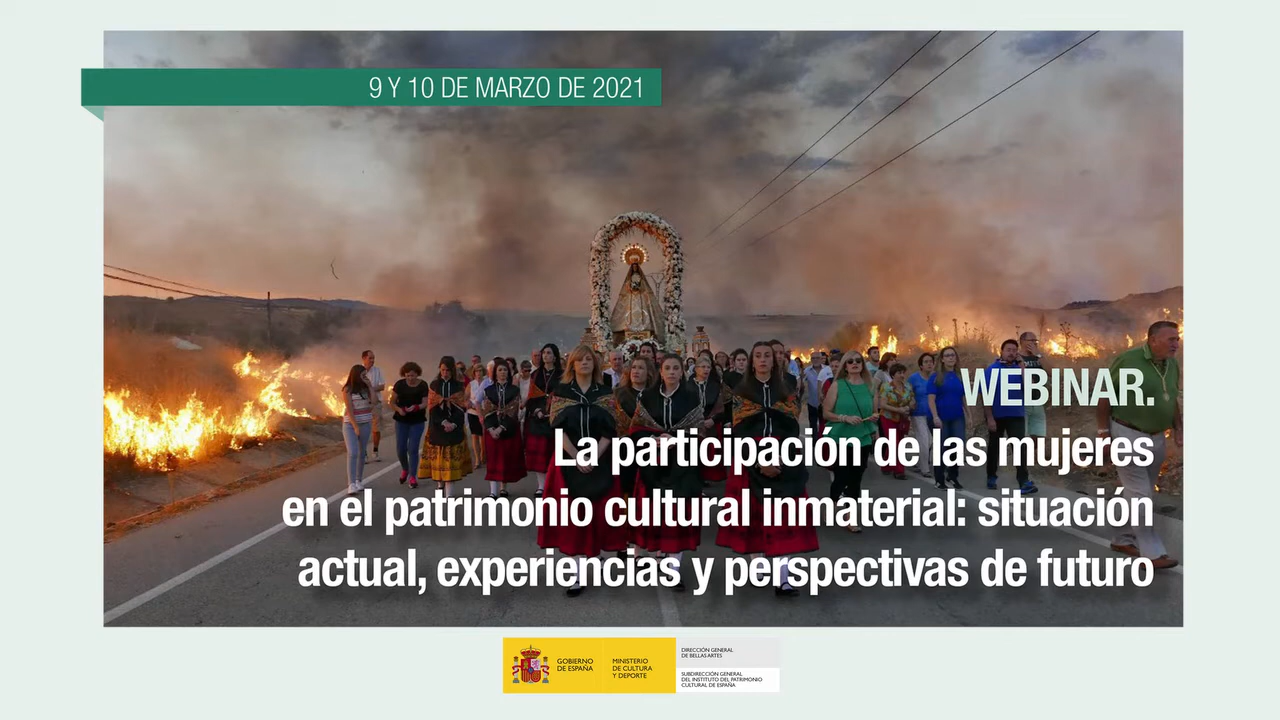 9 Y 10 DE MARZO DE 2021
WEBINAR.
La participación de las mujeres
en el patrimonio cultural inmaterial: situación
actual, experiencias y perspectivas de futuro
GOBIERNO
DE ESPAÑA
MINISTERIO
DE CULTURA
Y DEPORTE
DIRECCIÓN GENERAL
DE BELLAS ARTES
SUBDIRECCIÓN GENERAL
DEL INSTITUTO DEL PATRIMONIO
CULTURAL DE ESPAÑA